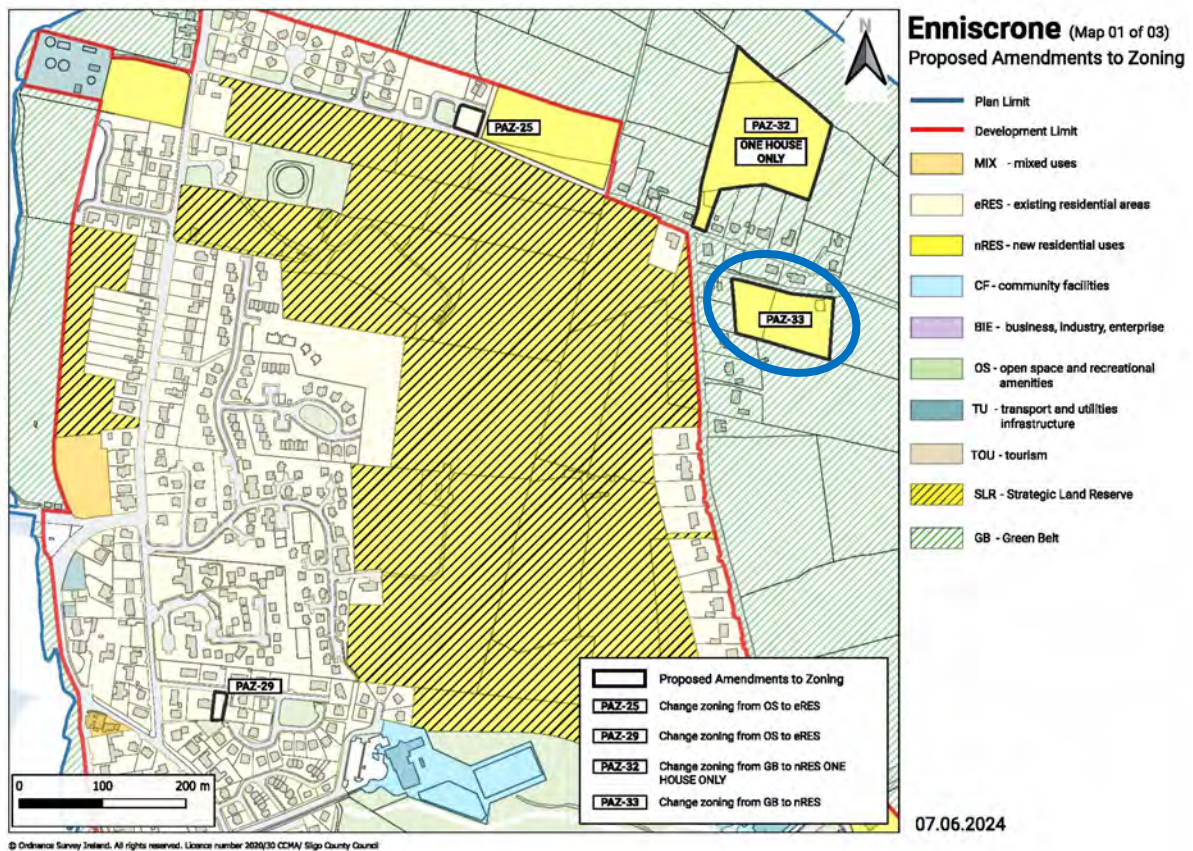 Enniscrone (Map 01 of 03)
Proposed Amendments to Zoning
N
Plan Limit
Development Limit
MIX - mixed uses
eRES - existing residential areas
nRES - new residential uses
CF - community facilities
BIE - business, industry, enterprise
OS - open space and recreational
amenities
TU - transport and utilities
infrastructure
TOU - tourism
SLR - Strategic Land Reserve
GB - Green Belt
PAZ-25
PAZ-32
ONE HOUSE
ONLY
PAZ-33
PAZ-29
Proposed Amendments to Zoning
PAZ-25 Change zoning from OS to eRES
PAZ-29 Change zoning from OS to eRES
PAZ-32 Change zoning from GB to nRES ONE
HOUSE ONLY
PAZ-33 Change zoning from GB to nRES
0 100 200 m
07.06.2024
© Ordnance Survey Ireland. All rights reserved. Licence number 2020/30 CCMA/ Sligo County Council